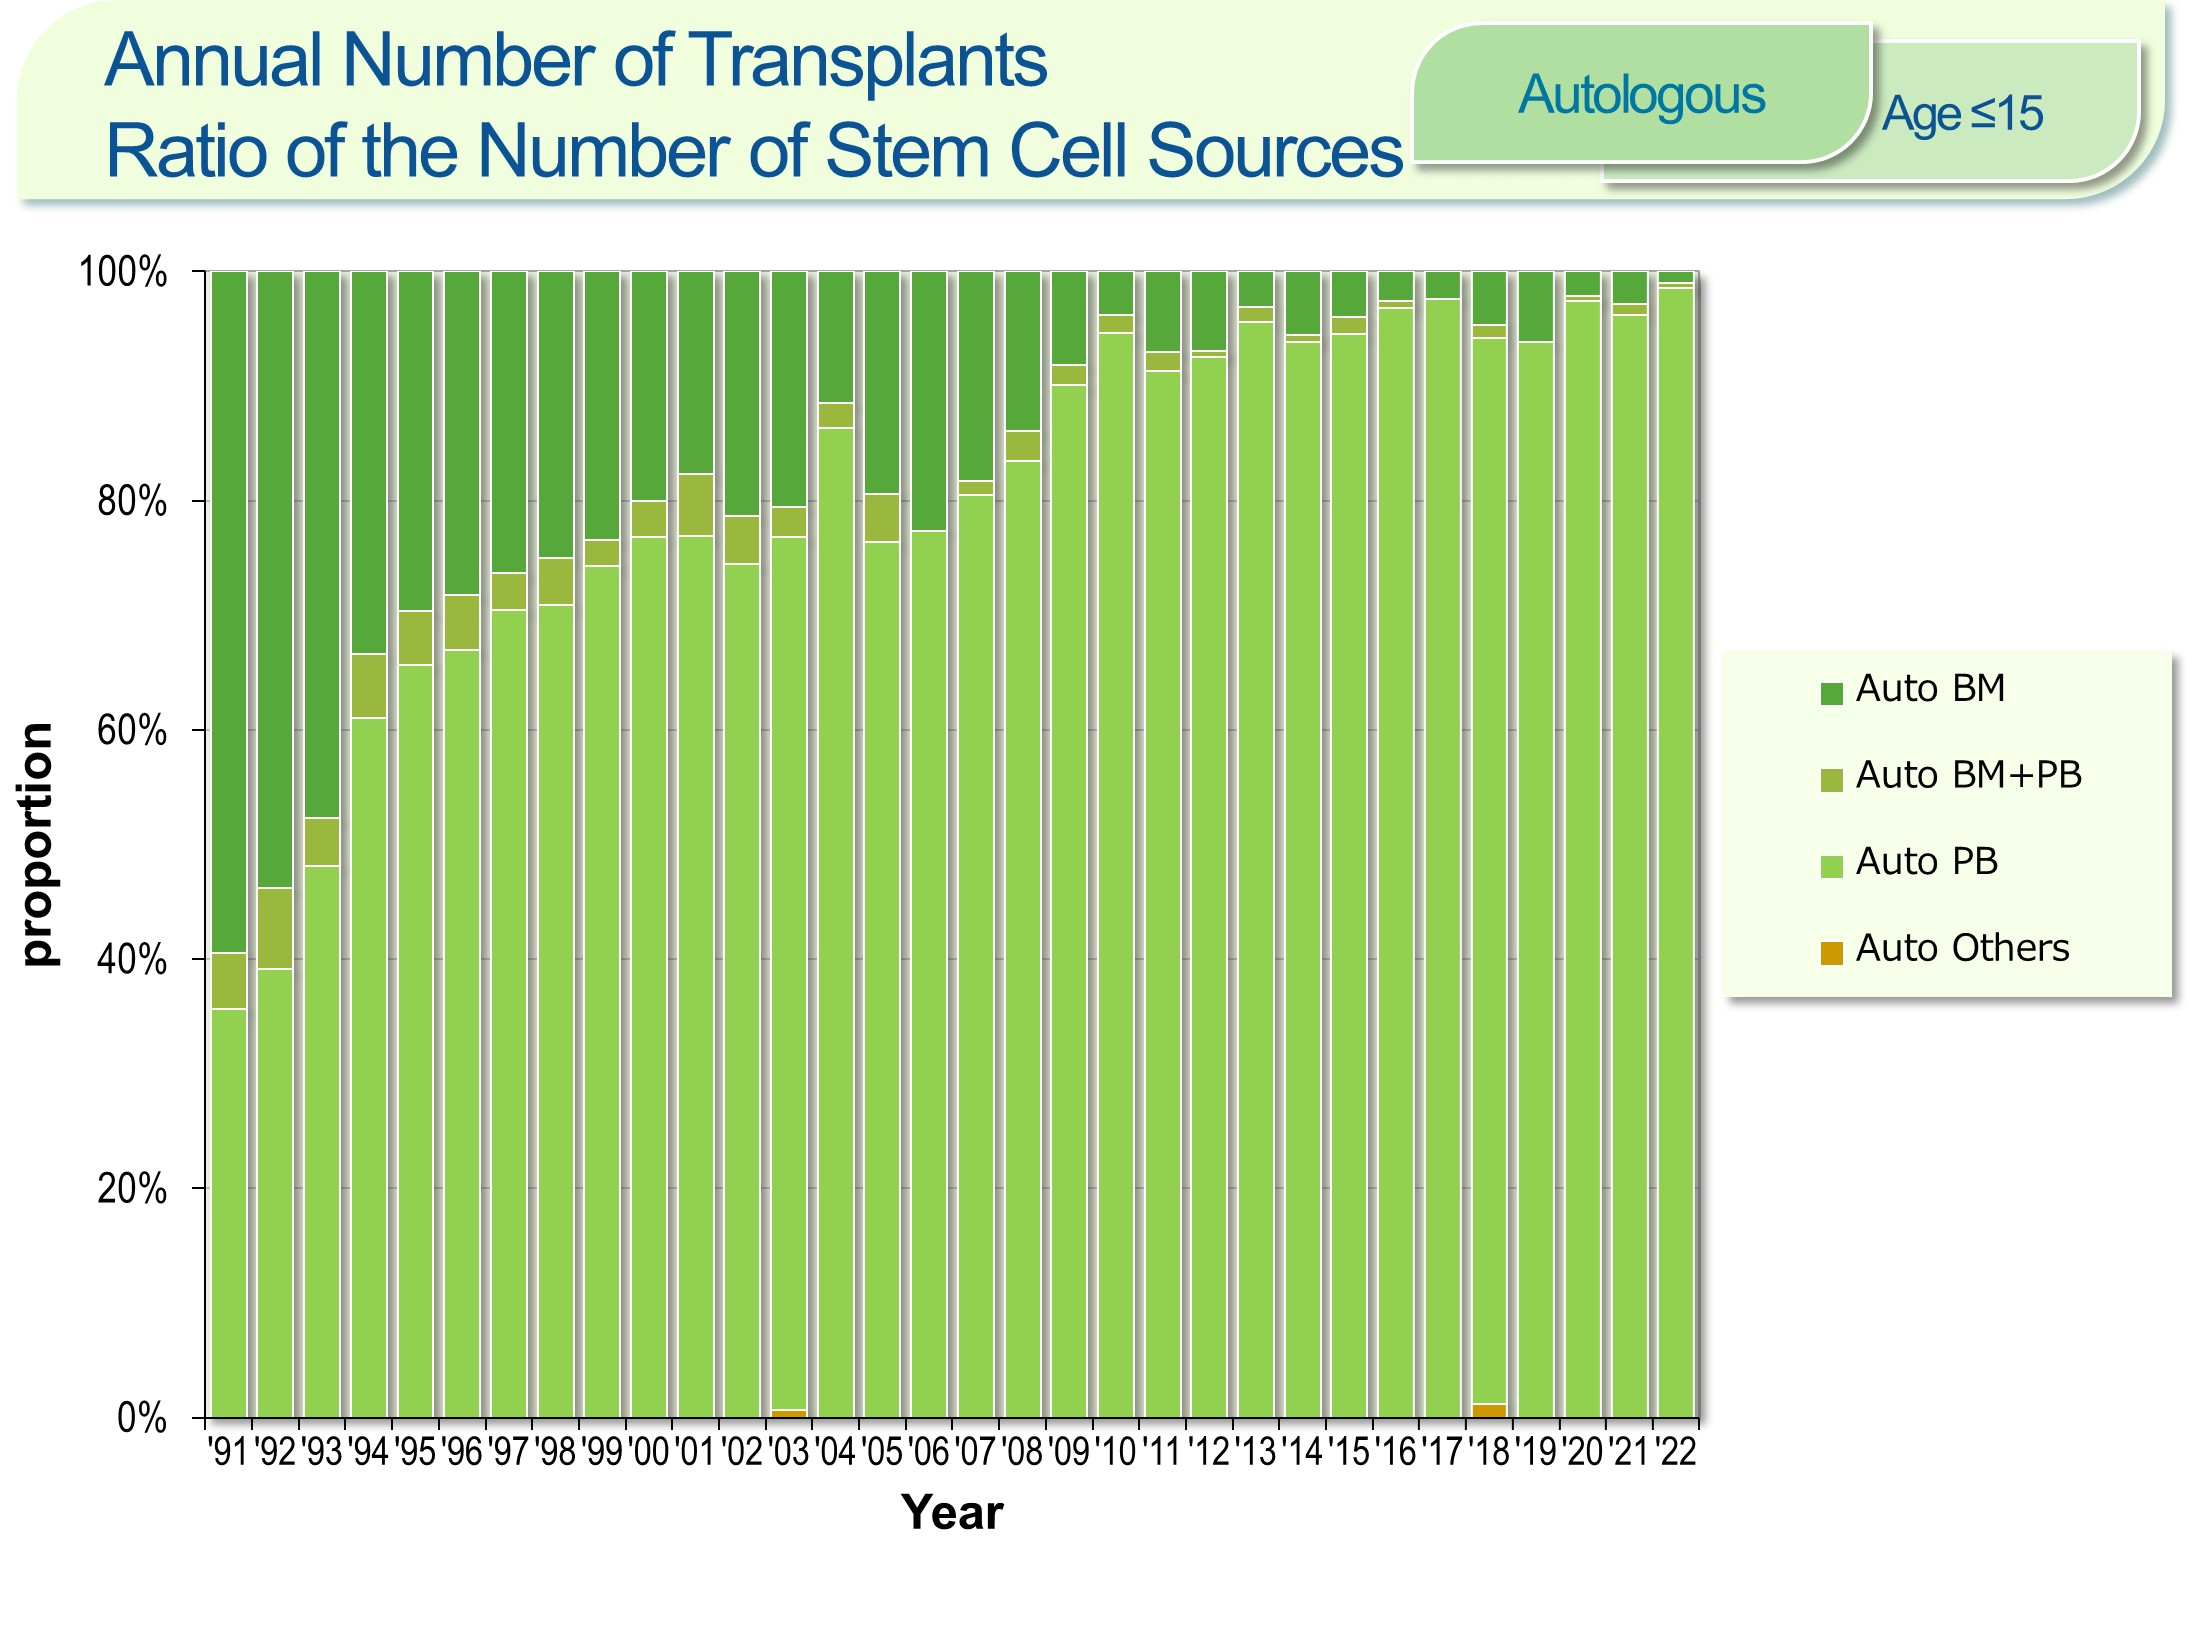 Annual Number of Transplants
Ratio of the Number of Stem Cell Sources
Autologous
Age ≤15
100%
80%
60%
40%
20%
0%
proportion
'91 '92 '93 '94 '95 '96 '97 '98 '99 '00 '01 '02 '03 '04 '05 '06 '07 '08 '09 '10 '11 '12 '13 '14 '15 '16 '17 '18 '19 '20 '21 '22
Year
Auto BM
Auto BM+PB
Auto PB
Auto Others